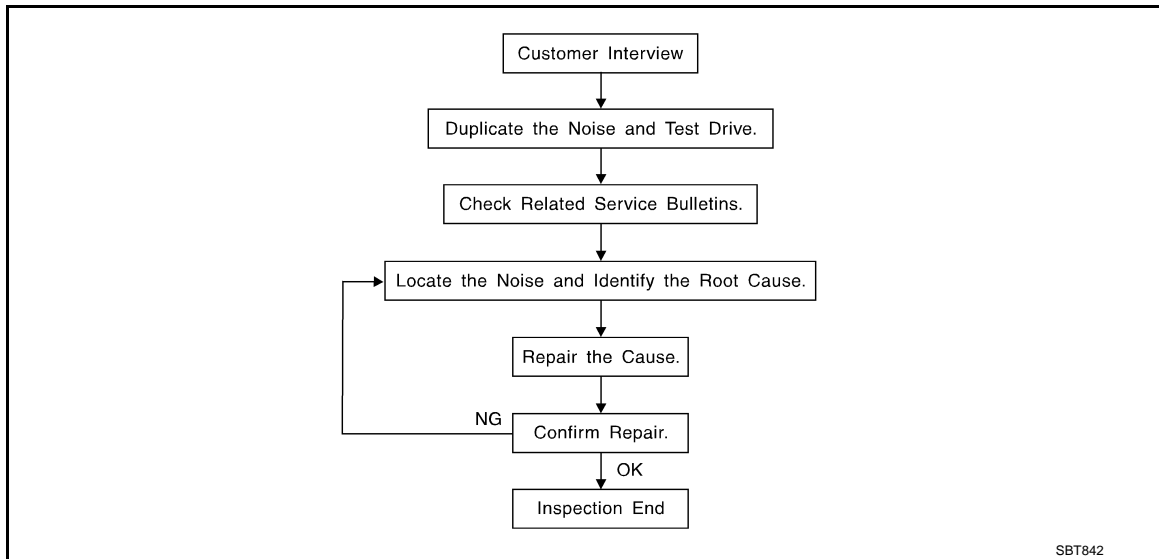 Customer Interview
Duplicate the Noise and Test Drive.
Check Related Service Bulletins.
Locate the Noise and Identify the Root Cause.
Repair the Cause.
NG
Confirm Repair.
OK
Inspection End
SBT842